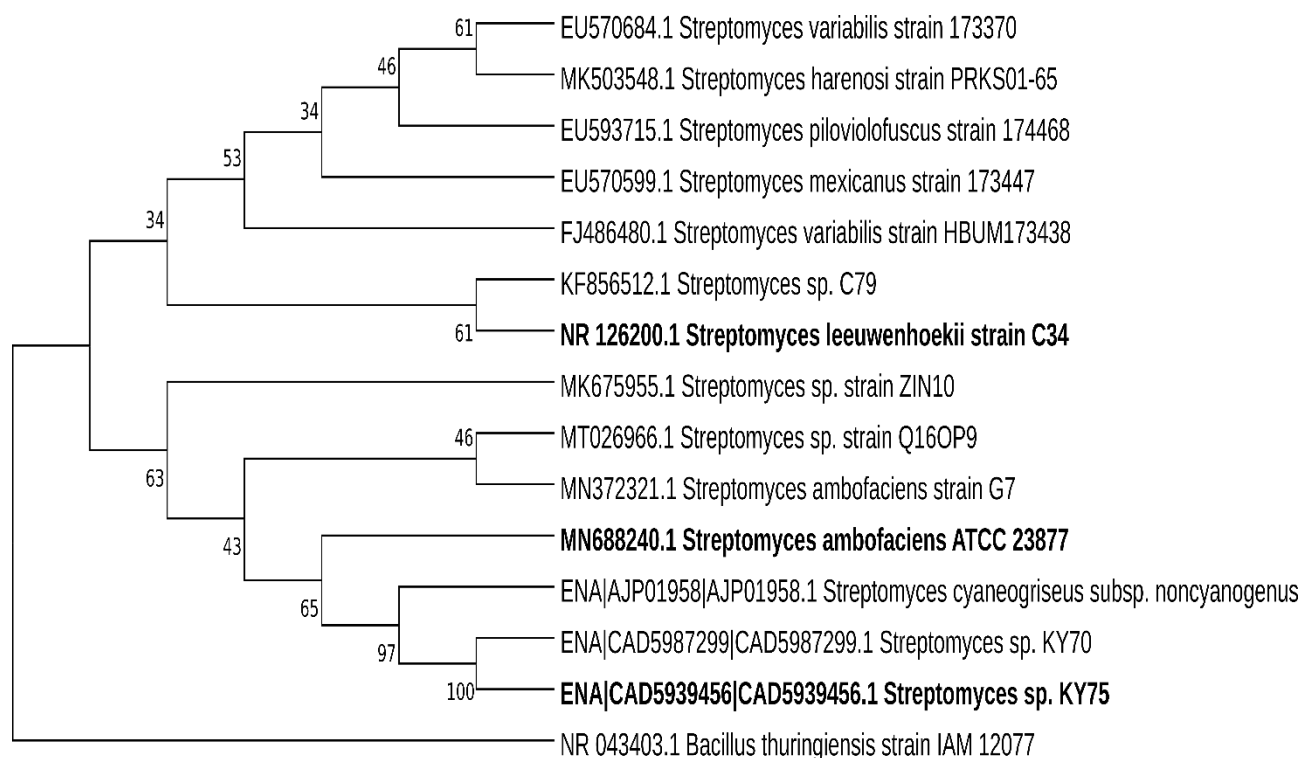 61
EU570684.1 Streptomyces variabilis strain 173370
46
MK503548.1 Streptomyces harenosi strain PRKS01-65
34
EU593715.1 Streptomyces piloviolofuscus strain 174468
53
EU570599.1 Streptomyces mexicanus strain 173447
34
FJ486480.1 Streptomyces variabilis strain HBUM173438
KF856512.1 Streptomyces sp. C79
61
NR 126200.1 Streptomyces leeuwenhoekii strain C34
MK675955.1 Streptomyces sp. strain ZIN10
46
MT026966.1 Streptomyces sp. strain Q16OP9
63
MN372321.1 Streptomyces ambofaciens strain G7
43
MN688240.1 Streptomyces ambofaciens ATCC 23877
65
ENA|AJP01958|AJP01958.1 Streptomyces cyaneogriseus subsp. noncyanogenus
97
ENA|CAD5987299|CAD5987299.1 Streptomyces sp. KY70
100
ENA|CAD5939456|CAD5939456.1 Streptomyces sp. KY75
NR 043403.1 Bacillus thuringiensis strain IAM 12077